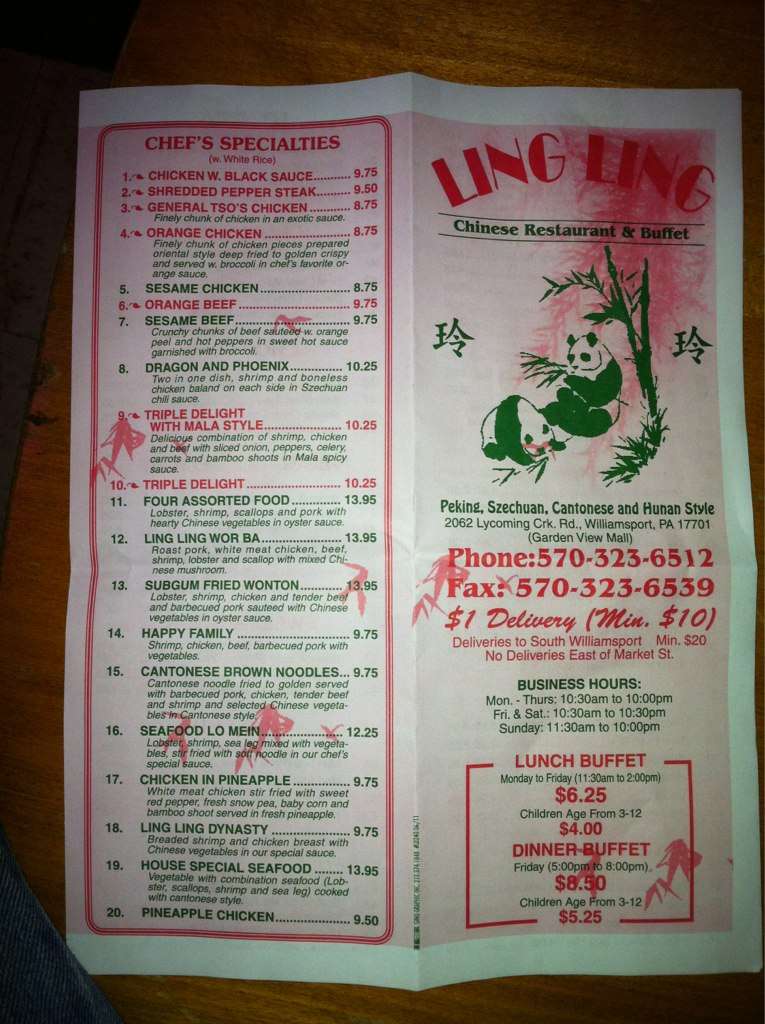 CHEF'S SPECIALTIES
(w. White Rice)
1. CHICKEN W. BLACK SAUCE........... 9.75
2. SHREDDED PEPPER STEAK.......... 9.50
3. GENERAL TSO'S CHICKEN ........... 8.75
Finely chunk of chicken in an exotic sauce.
4. ORANGE CHICKEN ........................ 8.75
Finely chunk of chicken pieces prepared
oriental style deep fried to golden crispy
and served w. broccoli in chef's favorite or-
ange sauce.
5. SESAME CHICKEN ........................ 8.75
6. ORANGE BEEF ............................. 9.75
7. SESAME BEEF.............................. 9.75
Crunchy chunks of beef sauteed w. orange
peel and hot peppers in sweet hot sauce
garnished with broccoli.
8. DRAGON AND PHOENIX............... 10.25
Two in one dish, shrimp and boneless
chicken baland on each side in Szechuan
chili sauce.
9. TRIPLE DELIGHT
WITH MALA STYLE...................... 10.25
Delicious combination of shrimp, chicken
and beef with sliced onion, peppers, celery,
carrots and bamboo shoots in Mala spicy
sauce.
10. TRIPLE DELIGHT .......................... 10.25
11. FOUR ASSORTED FOOD .............. 13.95
Lobster, shrimp, scallops and pork with
hearty Chinese vegetables in oyster sauce.
12. LING LING WOR BA ..................... 13.95
Roast pork, white meat chicken, beef,
shrimp, lobster and scallop with mixed Chi-
nese mushroom.
13. SUBGUM FRIED WONTON ........... 13.95
Lobster, shrimp, chicken and tender beef
and barbecued pork sauteed with Chinese
vegetables in oyster sauce.
14. HAPPY FAMILY ............................ 9.75
Shrimp, chicken, beef, barbecued pork with
vegetables.
15. CANTONESE BROWN NOODLES... 9.75
Cantonese noodle fried to golden served
with barbecued pork, chicken, tender beef
and shrimp and selected Chinese vegeta-
bles in Cantonese style.
16. SEAFOOD LO MEIN..................... 12.25
Lobster, shrimp, sea leg mixed with vegeta-
bles, stir fried with soft noodle in our chef's
special sauce.
17. CHICKEN IN PINEAPPLE .............. 9.75
White meat chicken stir fried with sweet
red pepper, fresh snow pea, baby corn and
bamboo shoot served in fresh pineapple.
18. LING LING DYNASTY ................... 9.75
Breaded shrimp and chicken breast with
Chinese vegetables in our special sauce.
19. HOUSE SPECIAL SEAFOOD ........ 13.95
Vegetable with combination seafood (Lob-
ster, scallops, shrimp and sea leg) cooked
with cantonese style.
20. PINEAPPLE CHICKEN .................... 9.50
LING LING
Chinese Restaurant & Buffet
玲 玲
Peking, Szechuan, Cantonese and Hunan Style
2062 Lycoming Crk. Rd., Williamsport, PA 17701
(Garden View Mall)
Phone:570-323-6512
Fax: 570-323-6539
$1 Delivery (Min. $10)
Deliveries to South Williamsport Min. $20
No Deliveries East of Market St.
BUSINESS HOURS:
Mon. - Thurs: 10:30am to 10:00pm
Fri. & Sat.: 10:30am to 10:30pm
Sunday: 11:30am to 10:00pm
LUNCH BUFFET
Monday to Friday (11:30am to 2:00pm)
$6.25
Children Age From 3-12
$4.00
DINNER BUFFET
Friday (5:00pm to 8:00pm)
$8.50
Children Age From 3-12
$5.25